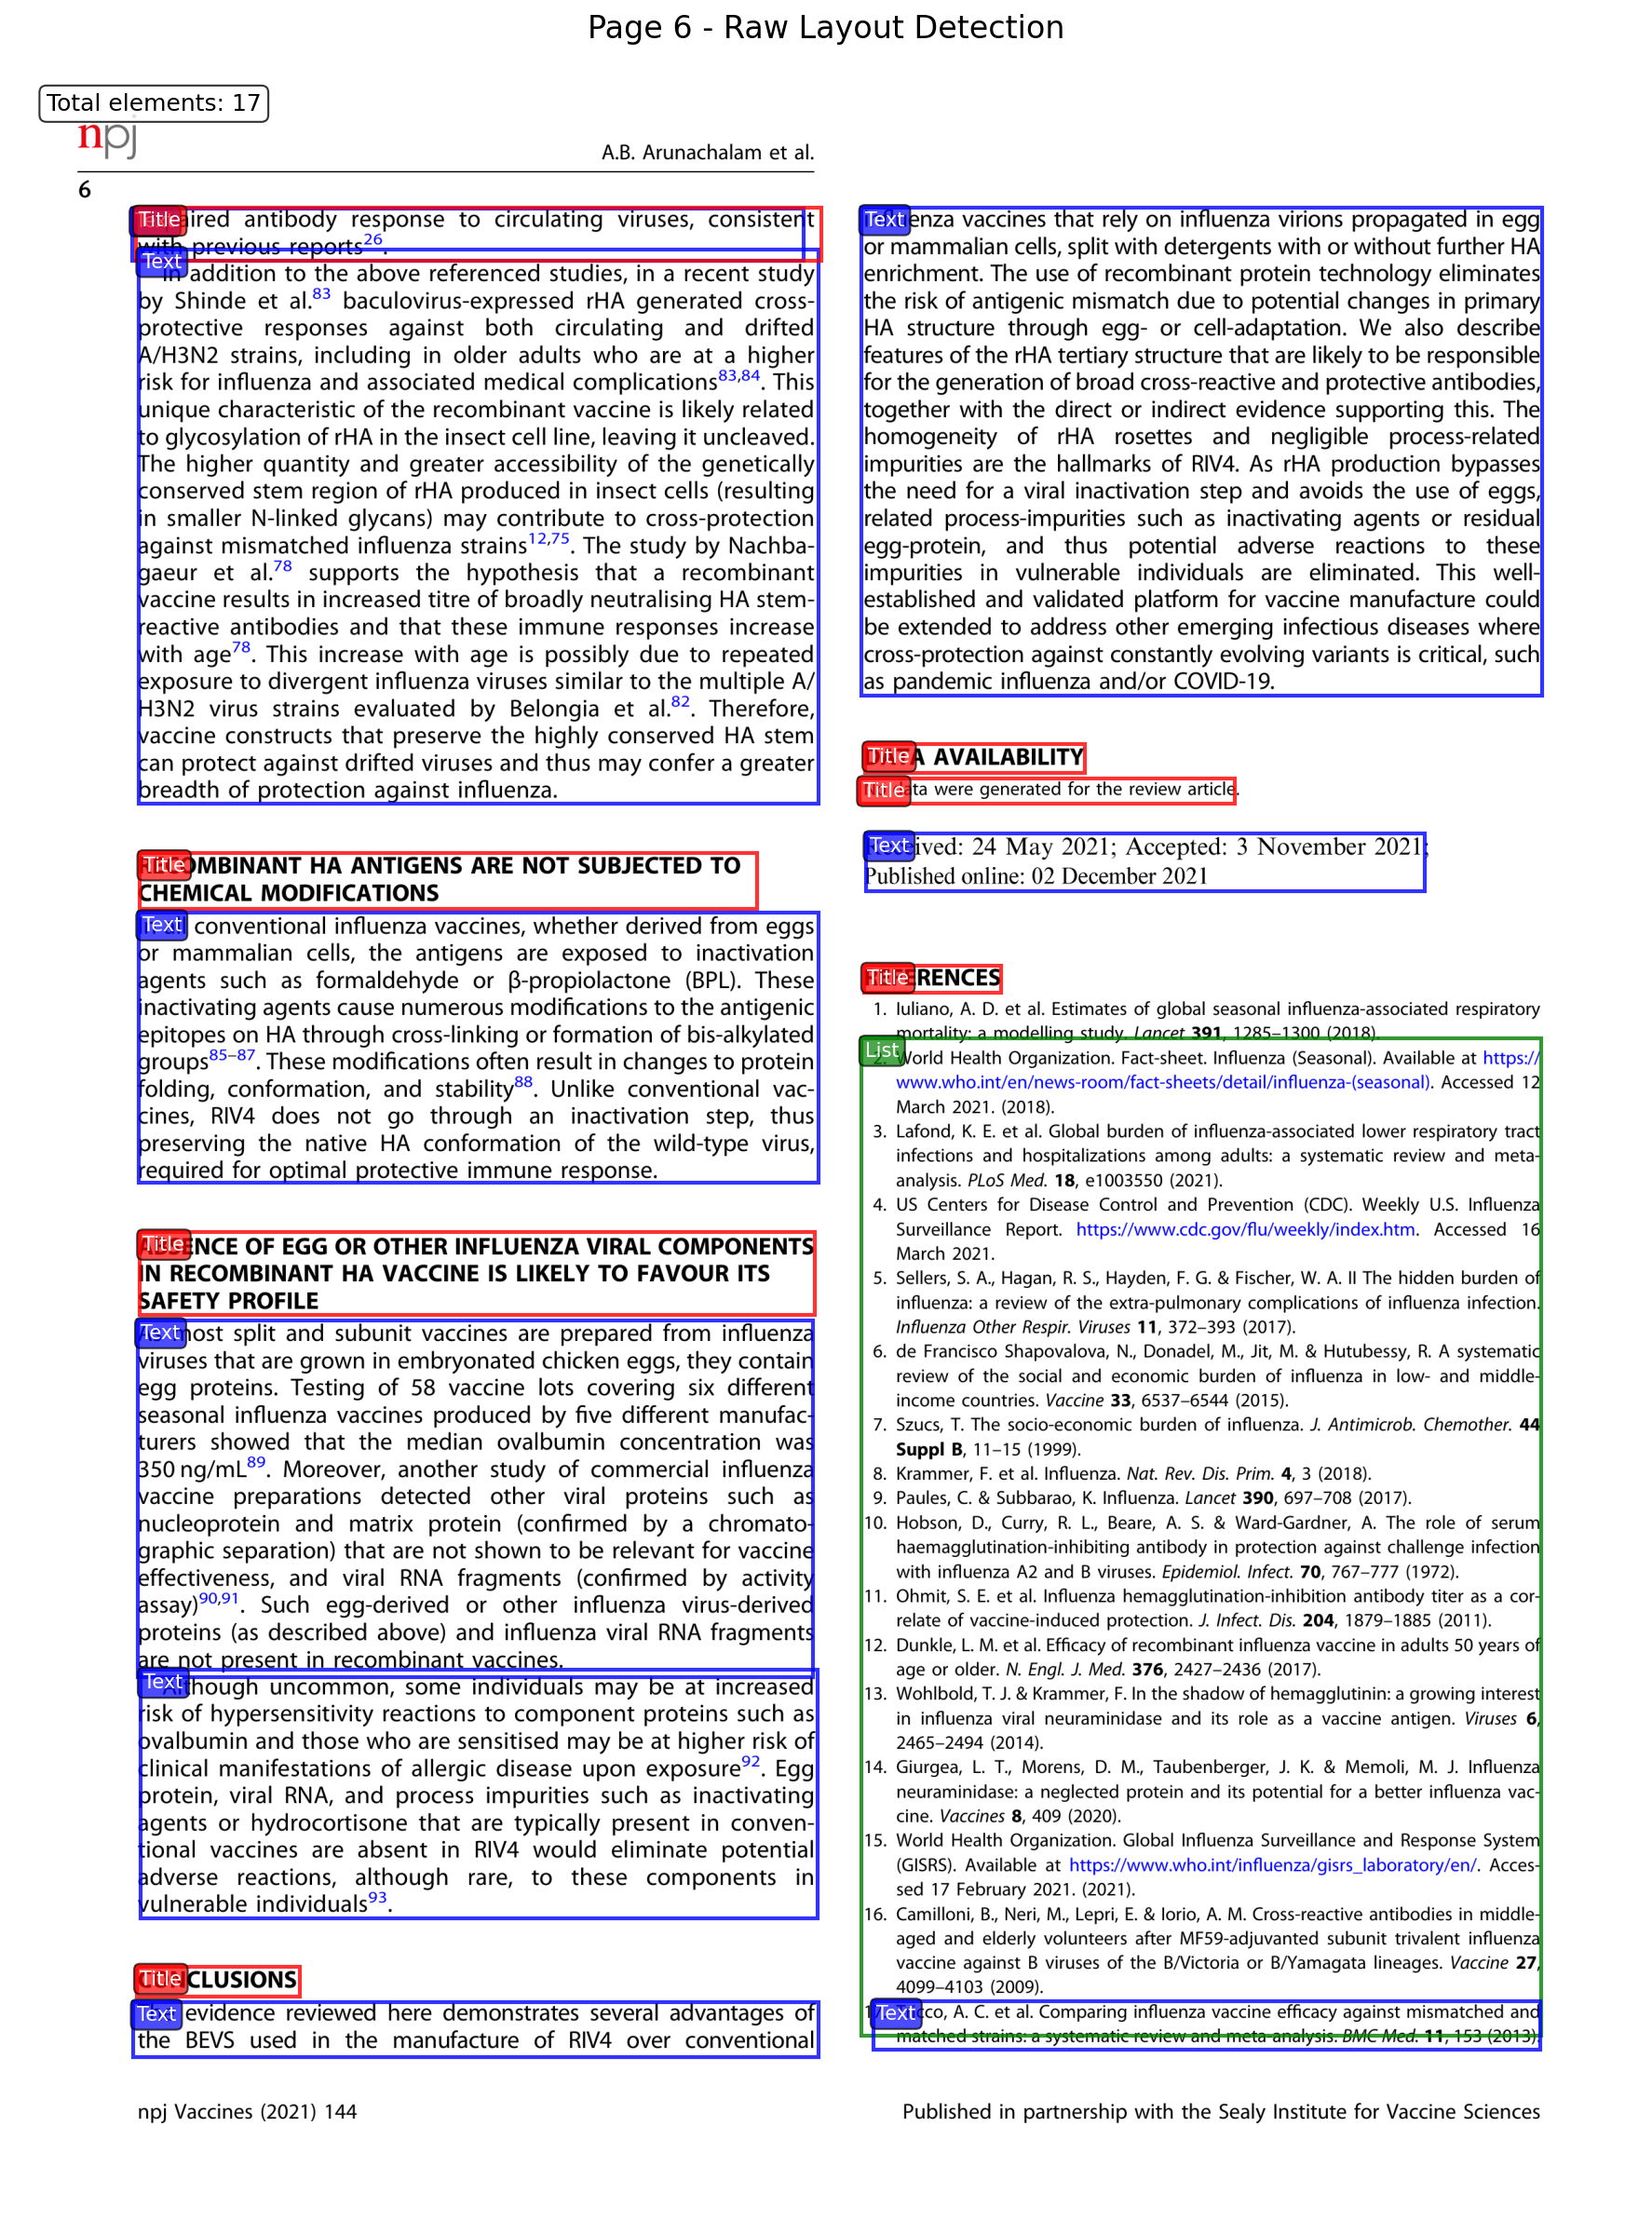 Page 6 - Raw Layout Detection
Total elements: 17
npj
A.B. Arunachalam et al.
6
Title aired antibody response to circulating viruses, consistent
with previous reports26.
Text
In addition to the above referenced studies, in a recent study
by Shinde et al.83 baculovirus-expressed rHA generated cross-
protective responses against both circulating and drifted
A/H3N2 strains, including in older adults who are at a higher
risk for influenza and associated medical complications83,84. This
unique characteristic of the recombinant vaccine is likely related
to glycosylation of rHA in the insect cell line, leaving it uncleaved.
The higher quantity and greater accessibility of the genetically
conserved stem region of rHA produced in insect cells (resulting
in smaller N-linked glycans) may contribute to cross-protection
against mismatched influenza strains12,75. The study by Nachba-
gaeur et al.78 supports the hypothesis that a recombinant
vaccine results in increased titre of broadly neutralising HA stem-
reactive antibodies and that these immune responses increase
with age78. This increase with age is possibly due to repeated
exposure to divergent influenza viruses similar to the multiple A/
H3N2 virus strains evaluated by Belongia et al.82. Therefore,
vaccine constructs that preserve the highly conserved HA stem
can protect against drifted viruses and thus may confer a greater
breadth of protection against influenza.
Title OMBINANT HA ANTIGENS ARE NOT SUBJECTED TO
CHEMICAL MODIFICATIONS
Text conventional influenza vaccines, whether derived from eggs
or mammalian cells, the antigens are exposed to inactivation
agents such as formaldehyde or β-propiolactone (BPL). These
inactivating agents cause numerous modifications to the antigenic
epitopes on HA through cross-linking or formation of bis-alkylated
groups85–87. These modifications often result in changes to protein
folding, conformation, and stability88. Unlike conventional vac-
cines, RIV4 does not go through an inactivation step, thus
preserving the native HA conformation of the wild-type virus,
required for optimal protective immune response.
Title ENCE OF EGG OR OTHER INFLUENZA VIRAL COMPONENTS
IN RECOMBINANT HA VACCINE IS LIKELY TO FAVOUR ITS
SAFETY PROFILE
Text most split and subunit vaccines are prepared from influenza
viruses that are grown in embryonated chicken eggs, they contain
egg proteins. Testing of 58 vaccine lots covering six different
seasonal influenza vaccines produced by five different manufac-
turers showed that the median ovalbumin concentration was
350 ng/mL89. Moreover, another study of commercial influenza
vaccine preparations detected other viral proteins such as
nucleoprotein and matrix protein (confirmed by a chromato-
graphic separation) that are not shown to be relevant for vaccine
effectiveness, and viral RNA fragments (confirmed by activity
assay)90,91. Such egg-derived or other influenza virus-derived
proteins (as described above) and influenza viral RNA fragments
are not present in recombinant vaccines.
Text though uncommon, some individuals may be at increased
risk of hypersensitivity reactions to component proteins such as
ovalbumin and those who are sensitised may be at higher risk of
clinical manifestations of allergic disease upon exposure92. Egg
protein, viral RNA, and process impurities such as inactivating
agents or hydrocortisone that are typically present in conven-
tional vaccines are absent in RIV4 would eliminate potential
adverse reactions, although rare, to these components in
vulnerable individuals93.
Title CLUSIONS
Text evidence reviewed here demonstrates several advantages of
the BEVS used in the manufacture of RIV4 over conventional
Text enza vaccines that rely on influenza virions propagated in egg
or mammalian cells, split with detergents with or without further HA
enrichment. The use of recombinant protein technology eliminates
the risk of antigenic mismatch due to potential changes in primary
HA structure through egg- or cell-adaptation. We also describe
features of the rHA tertiary structure that are likely to be responsible
for the generation of broad cross-reactive and protective antibodies,
together with the direct or indirect evidence supporting this. The
homogeneity of rHA rosettes and negligible process-related
impurities are the hallmarks of RIV4. As rHA production bypasses
the need for a viral inactivation step and avoids the use of eggs,
related process-impurities such as inactivating agents or residual
egg-protein, and thus potential adverse reactions to these
impurities in vulnerable individuals are eliminated. This well-
established and validated platform for vaccine manufacture could
be extended to address other emerging infectious diseases where
cross-protection against constantly evolving variants is critical, such
as pandemic influenza and/or COVID-19.
Title A AVAILABILITY
Title ata were generated for the review article.
Text ived: 24 May 2021; Accepted: 3 November 2021;
Published online: 02 December 2021
Title RENCES
1. Iuliano, A. D. et al. Estimates of global seasonal influenza-associated respiratory
mortality: a modelling study. Lancet 391, 1285–1300 (2018).
List
2. World Health Organization. Fact-sheet. Influenza (Seasonal). Available at https://
www.who.int/en/news-room/fact-sheets/detail/influenza-(seasonal). Accessed 12
March 2021. (2018).
3. Lafond, K. E. et al. Global burden of influenza-associated lower respiratory tract
infections and hospitalizations among adults: a systematic review and meta-
analysis. PLoS Med. 18, e1003550 (2021).
4. US Centers for Disease Control and Prevention (CDC). Weekly U.S. Influenza
Surveillance Report. https://www.cdc.gov/flu/weekly/index.htm. Accessed 16
March 2021.
5. Sellers, S. A., Hagan, R. S., Hayden, F. G. & Fischer, W. A. II The hidden burden of
influenza: a review of the extra-pulmonary complications of influenza infection.
Influenza Other Respir. Viruses 11, 372–393 (2017).
6. de Francisco Shapovalova, N., Donadel, M., Jit, M. & Hutubessy, R. A systematic
review of the social and economic burden of influenza in low- and middle-
income countries. Vaccine 33, 6537–6544 (2015).
7. Szucs, T. The socio-economic burden of influenza. J. Antimicrob. Chemother. 44
Suppl B, 11–15 (1999).
8. Krammer, F. et al. Influenza. Nat. Rev. Dis. Prim. 4, 3 (2018).
9. Paules, C. & Subbarao, K. Influenza. Lancet 390, 697–708 (2017).
10. Hobson, D., Curry, R. L., Beare, A. S. & Ward-Gardner, A. The role of serum
haemagglutination-inhibiting antibody in protection against challenge infection
with influenza A2 and B viruses. Epidemiol. Infect. 70, 767–777 (1972).
11. Ohmit, S. E. et al. Influenza hemagglutination-inhibition antibody titer as a cor-
relate of vaccine-induced protection. J. Infect. Dis. 204, 1879–1885 (2011).
12. Dunkle, L. M. et al. Efficacy of recombinant influenza vaccine in adults 50 years of
age or older. N. Engl. J. Med. 376, 2427–2436 (2017).
13. Wohlbold, T. J. & Krammer, F. In the shadow of hemagglutinin: a growing interest
in influenza viral neuraminidase and its role as a vaccine antigen. Viruses 6,
2465–2494 (2014).
14. Giurgea, L. T., Morens, D. M., Taubenberger, J. K. & Memoli, M. J. Influenza
neuraminidase: a neglected protein and its potential for a better influenza vac-
cine. Vaccines 8, 409 (2020).
15. World Health Organization. Global Influenza Surveillance and Response System
(GISRS). Available at https://www.who.int/influenza/gisrs_laboratory/en/. Acces-
sed 17 February 2021. (2021).
16. Camilloni, B., Neri, M., Lepri, E. & Iorio, A. M. Cross-reactive antibodies in middle-
aged and elderly volunteers after MF59-adjuvanted subunit trivalent influenza
vaccine against B viruses of the B/Victoria or B/Yamagata lineages. Vaccine 27,
4099–4103 (2009).
Text cco, A. C. et al. Comparing influenza vaccine efficacy against mismatched and
matched strains: a systematic review and meta-analysis. BMC Med. 11, 153 (2013).
npj Vaccines (2021) 144
Published in partnership with the Sealy Institute for Vaccine Sciences